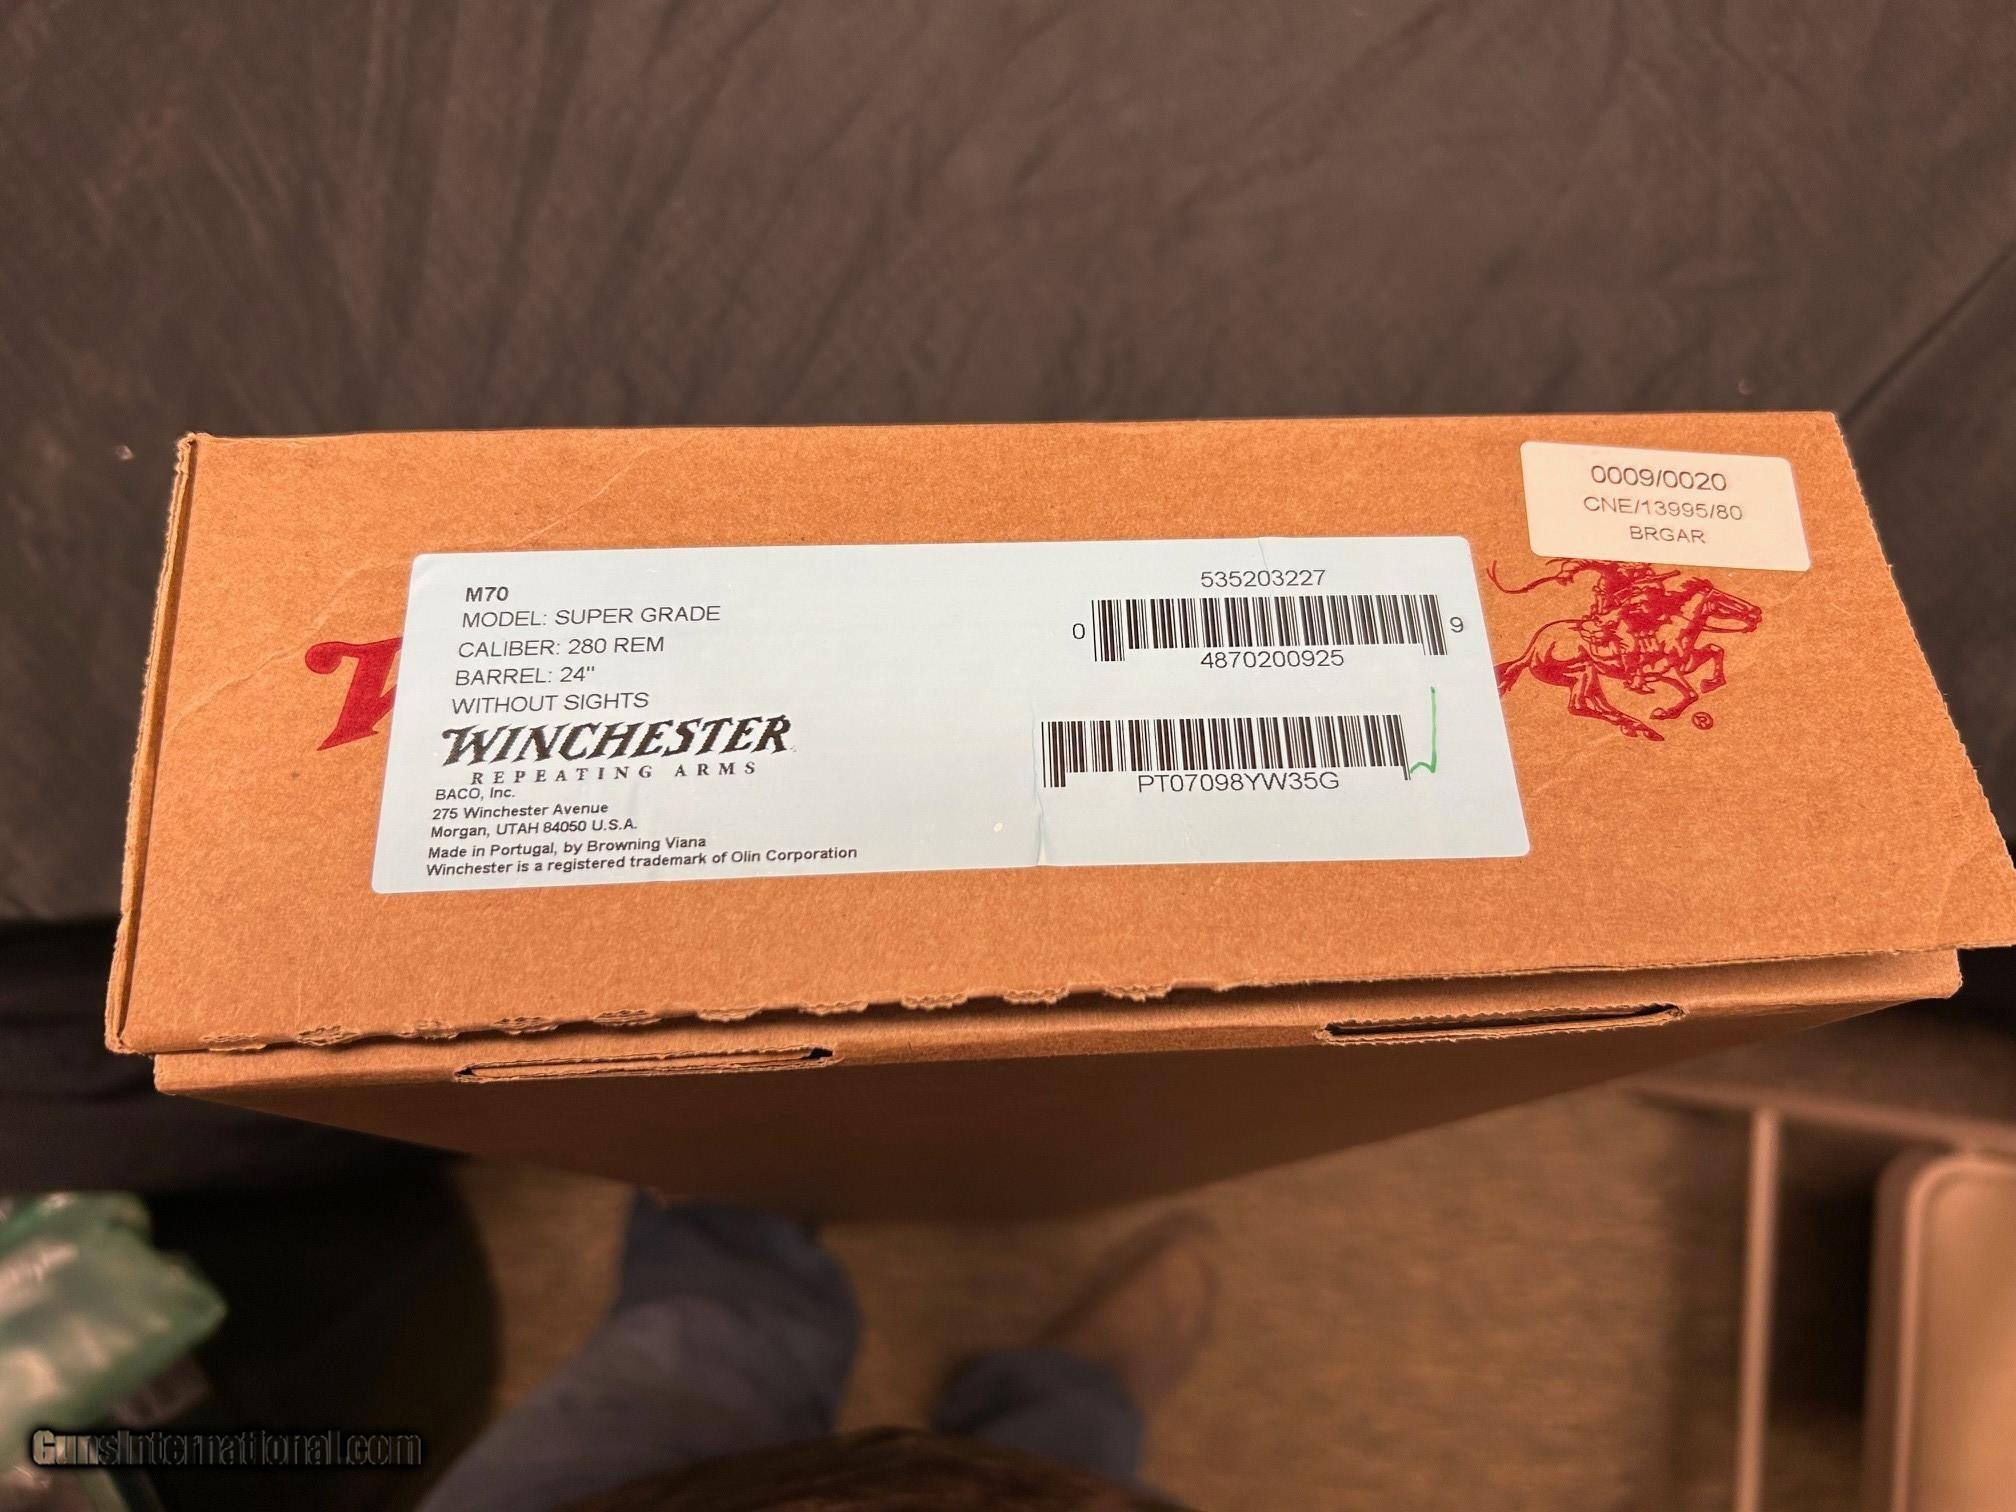 0009/0020
CNE/13995/80
BRGAR
M70
MODEL: SUPER GRADE
CALIBER: 280 REM
BARREL: 24"
WITHOUT SIGHTS
WINCHESTER
REPEATING ARMS
BACO, Inc.
275 Winchester Avenue
Morgan, UTAH 84050 U.S.A.
Made in Portugal, by Browning Viana
Winchester is a registered trademark of Olin Corporation
535203227
0 4870200925 9
PT07098YW35G
W
®
GunsInternational.com